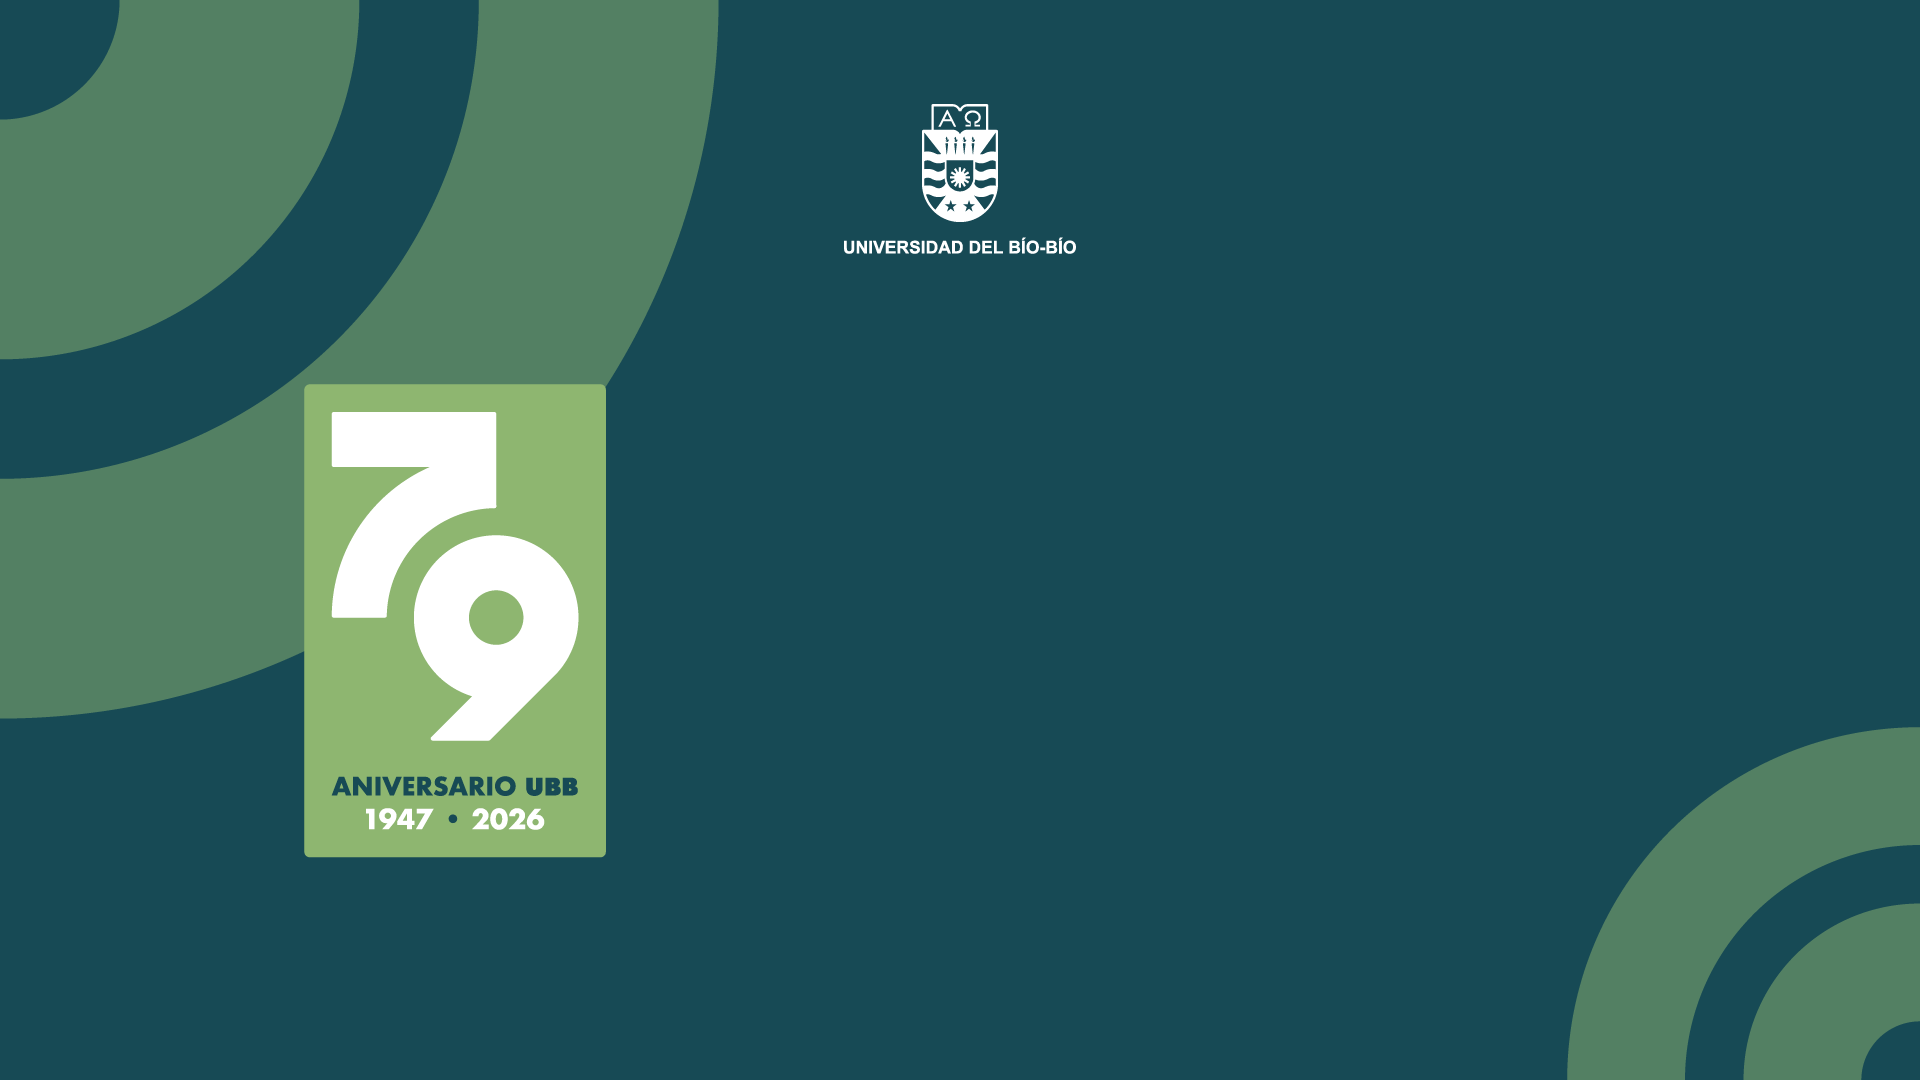 Α Ω
UNIVERSIDAD DEL BÍO-BÍO
79
ANIVERSARIO UBB
1947 • 2026